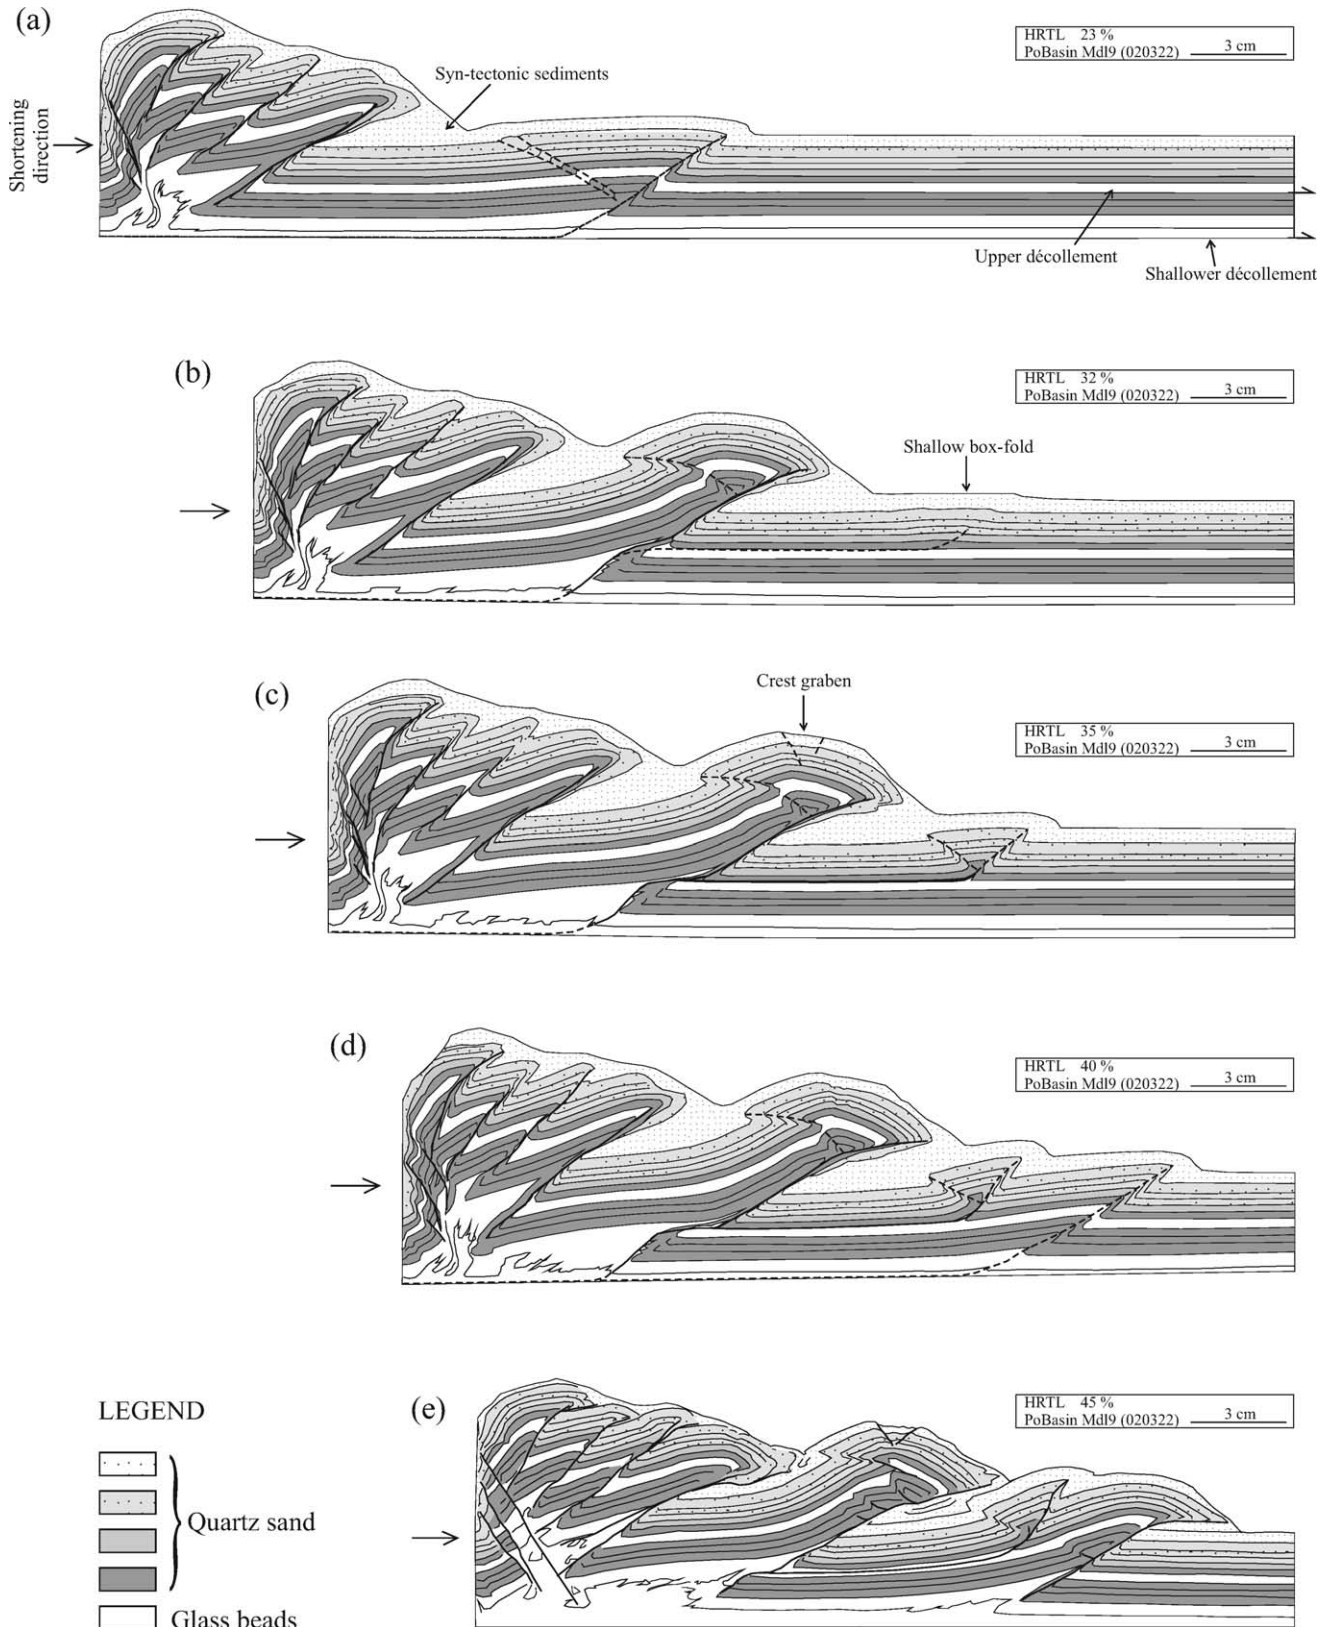 (a)
HRTL 23 %
PoBasin Mdl9 (020322) 3 cm
Syn-tectonic sediments
Shortening
direction
Upper décollement
Shallower décollement
(b)
HRTL 32 %
PoBasin Mdl9 (020322) 3 cm
Shallow box-fold
(c)
Crest graben
HRTL 35 %
PoBasin Mdl9 (020322) 3 cm
(d)
HRTL 40 %
PoBasin Mdl9 (020322) 3 cm
(e)
HRTL 45 %
PoBasin Mdl9 (020322) 3 cm
LEGEND
Quartz sand
Glass beads